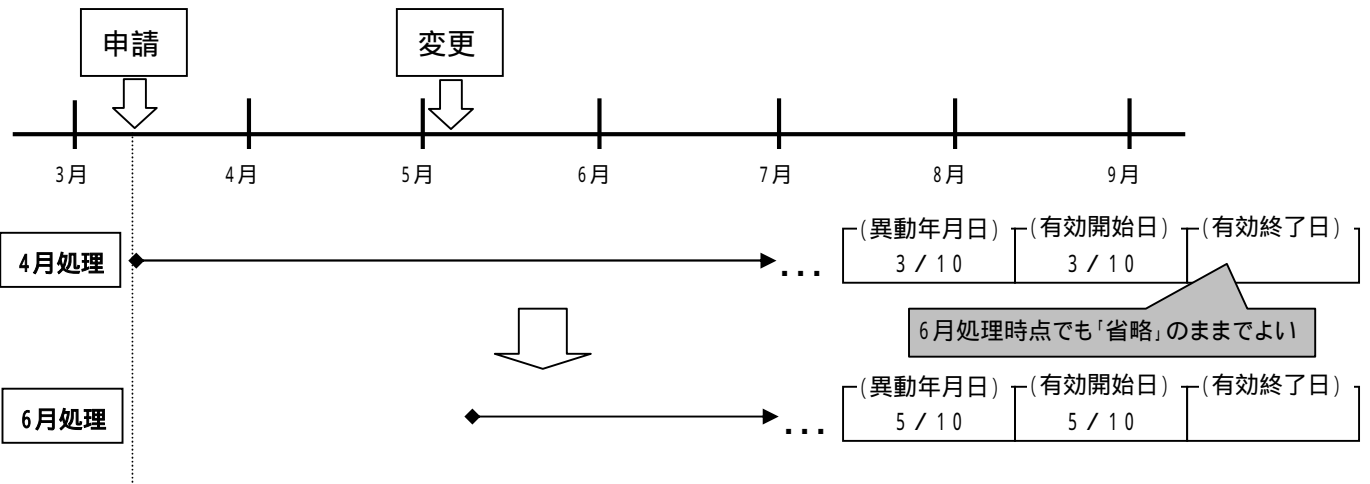 申請
変更
3月
4月
5月
6月
7月
8月
9月
4月処理
...
(異動年月日)
(有効開始日)
(有効終了日)
3/10
3/10
6月処理時点でも「省略」のままでよい
6月処理
...
(異動年月日)
(有効開始日)
(有効終了日)
5/10
5/10